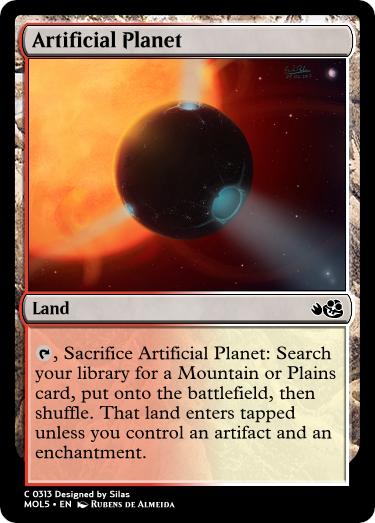 Artificial Planet
Land
, Sacrifice Artificial Planet: Search
your library for a Mountain or Plains
card, put onto the battlefield, then
shuffle. That land enters tapped
unless you control an artifact and an
enchantment.
C 0313 Designed by Silas
MOL5 • EN Rubens de Almeida